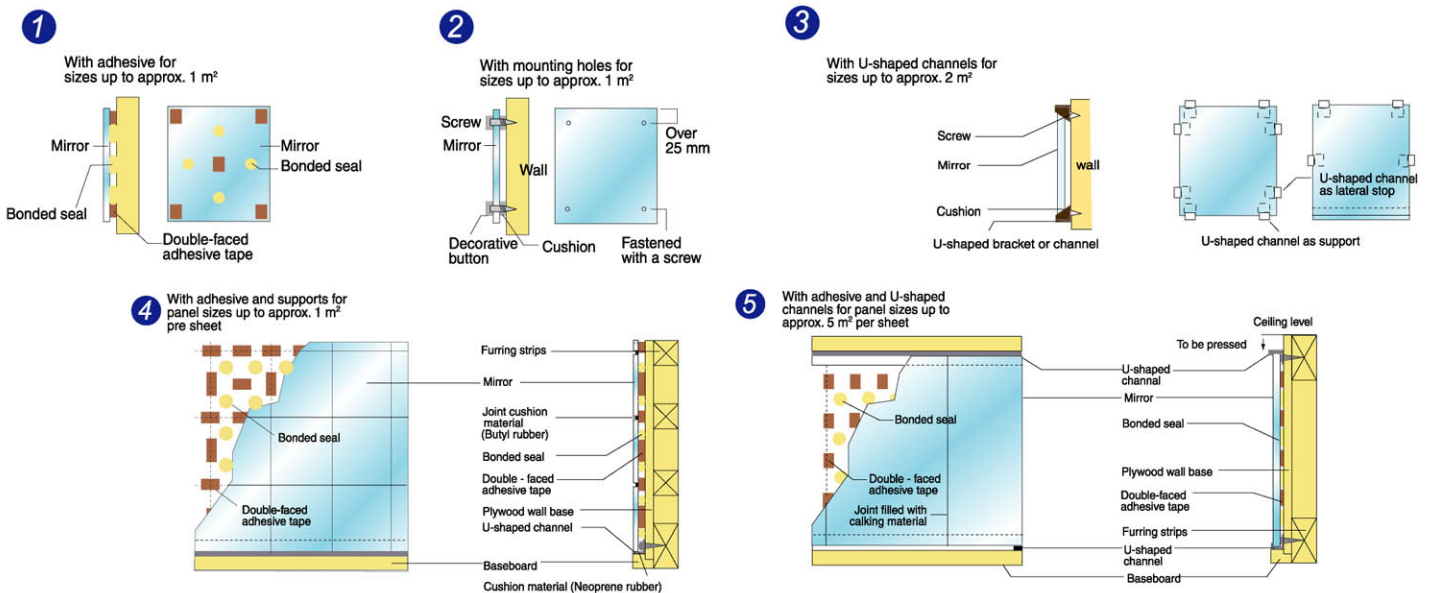 1
With adhesive for
sizes up to approx. 1 m²
Mirror
Bonded seal
Mirror
Bonded seal
Double-faced
adhesive tape
2
With mounting holes for
sizes up to approx. 1 m²
Screw
Mirror
Wall
Over
25 mm
Decorative
button
Cushion
Fastened
with a screw
3
With U-shaped channels for
sizes up to approx. 2 m²
Screw
Mirror
wall
Cushion
U-shaped bracket or channel
U-shaped channel
as lateral stop
U-shaped channel as support
4
With adhesive and supports for
panel sizes up to approx. 1 m²
pre sheet
Bonded seal
Double-faced
adhesive tape
Furring strips
Mirror
Joint cushion
material
(Butyl rubber)
Bonded seal
Double - faced
adhesive tape
Plywood wall base
U-shaped channel
Baseboard
Cushion material (Neoprene rubber)
5
With adhesive and U-shaped
channels for panel sizes up to
approx. 5 m² per sheet
Bonded seal
Double - faced
adhesive tape
Joint filled with
calking material
Ceiling level
To be pressed
U-shaped
channel
Mirror
Bonded seal
Plywood wall base
Double-faced
adhesive tape
Furring strips
U-shaped
channel
Baseboard